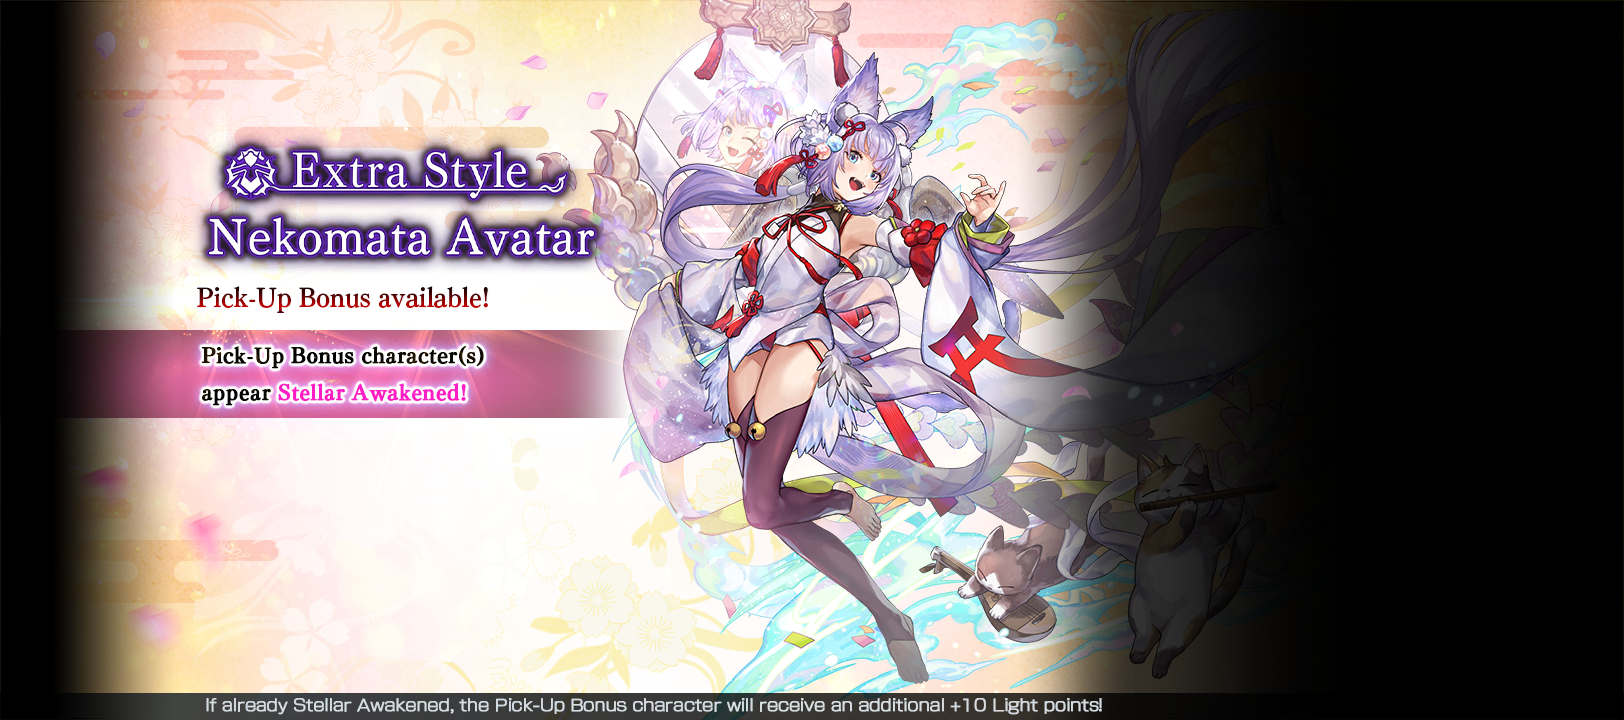 Extra Style
Nekomata Avatar
Pick-Up Bonus available!
Pick-Up Bonus character(s)
appear Stellar Awakened!
If already Stellar Awakened, the Pick-Up Bonus character will receive an additional +10 Light points!